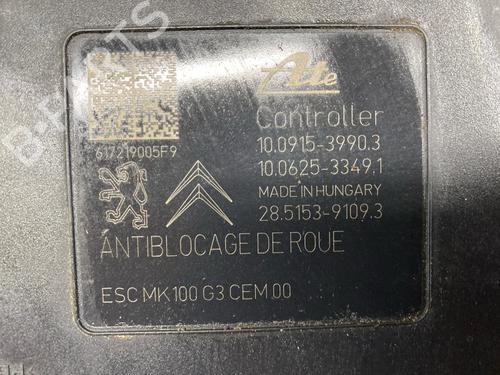 Ate
Controller
617219005F9
10.0915-3990.3
10.0625-3349.1
MADE IN HUNGARY
28.5153-9109.3
ANTIBLOCAGE DE ROUE
ESC MK100 G3 CEM 00
B-PARTS